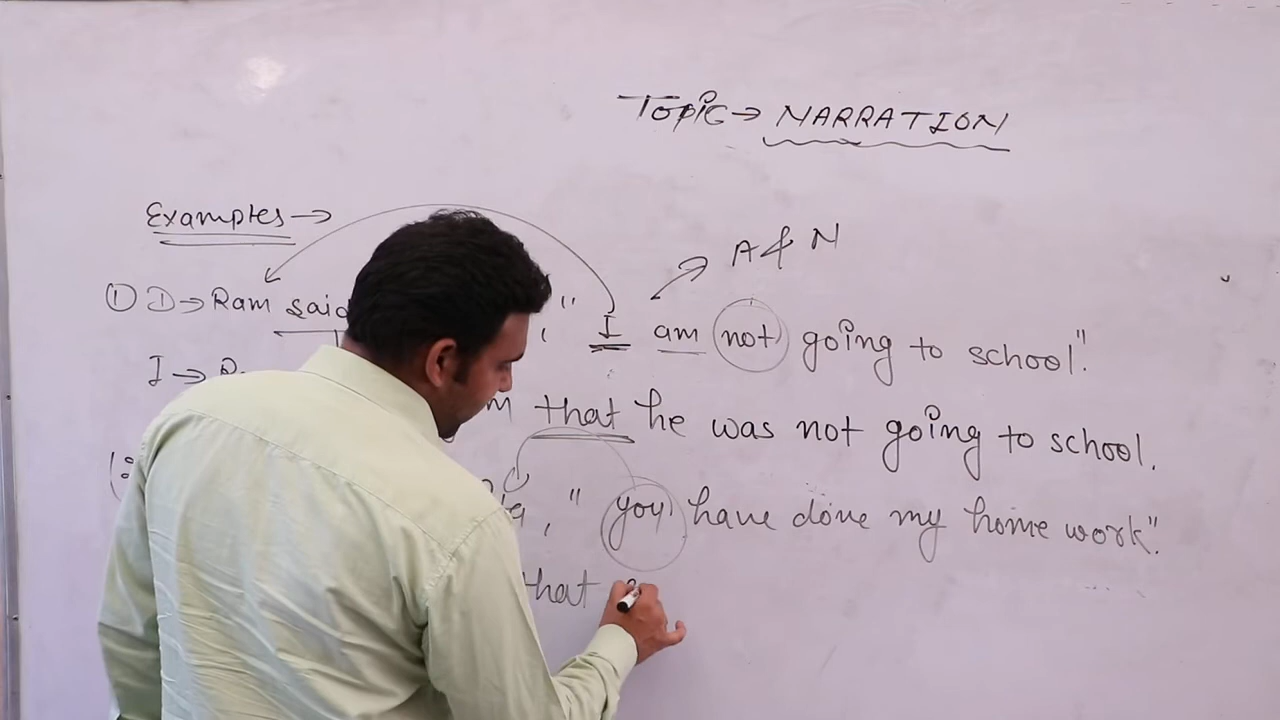 Topic → NARRATION
Examples →
A & N
① D → Ram said , " I am not going to school".
I → that he was not going to school.
, " you have done my home work".
that